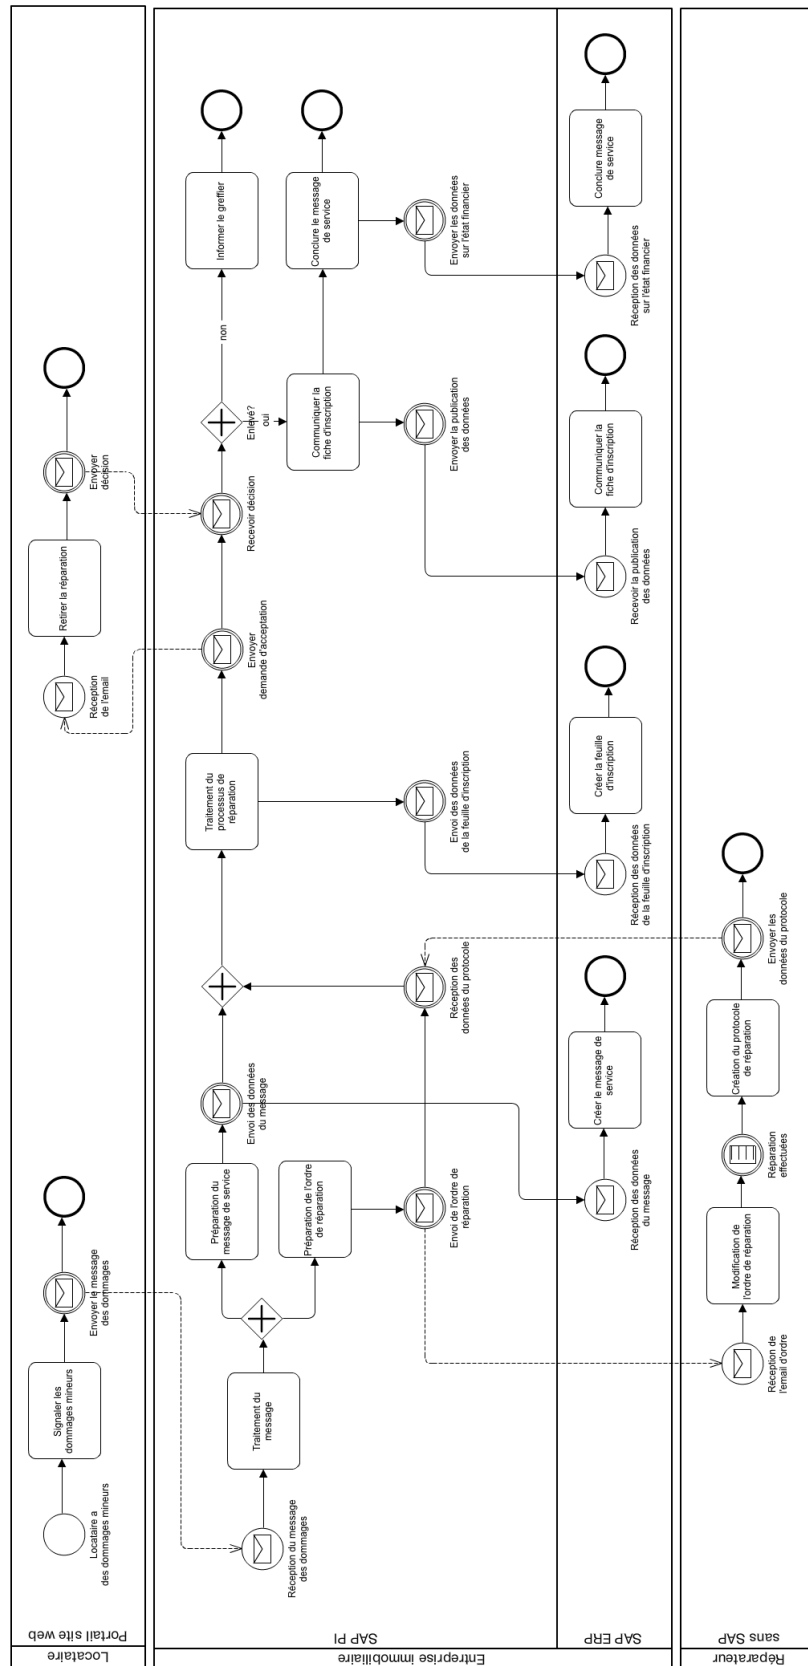 Locataire
Portail site web
Locataire a
des dommages mineurs
Signaler les
dommages mineurs
Envoyer le message
des dommages
Réception
de l'email
Retirer la réparation
Envoyer
décision
Entreprise immobiliaire
SAP PI
Réception du message
des dommages
Traitement du
message
Préparation du
message de service
Préparation de l'ordre
de réparation
Envoi des données
du message
Envoi de l'ordre de
réparation
Réception des
données du protocole
Traitement du
processus de
réparation
Envoi des données
de la feuille d'inscription
Envoyer
demande d'acceptation
Recevoir décision
Enlevé?
oui
non
Informer le greffier
Communiquer la
fiche d'inscription
Conclure le message
de service
Envoyer la publication
des données
Envoyer les données
sur l'état financier
SAP ERP
Réception des données
du message
Créer le message de
service
Réception des données
de la feuille d'inscription
Créer la feuille
d'inscription
Recevoir la publication
des données
Communiquer la
fiche d'inscription
Réception des données
sur l'état financier
Conclure message
de service
Réparateur
sans SAP
Réception de
l'email d'ordre
Modification de
l'ordre de réparation
Réparation
effectuées
Création du protocole
de réparation
Envoyer les
données du protocole